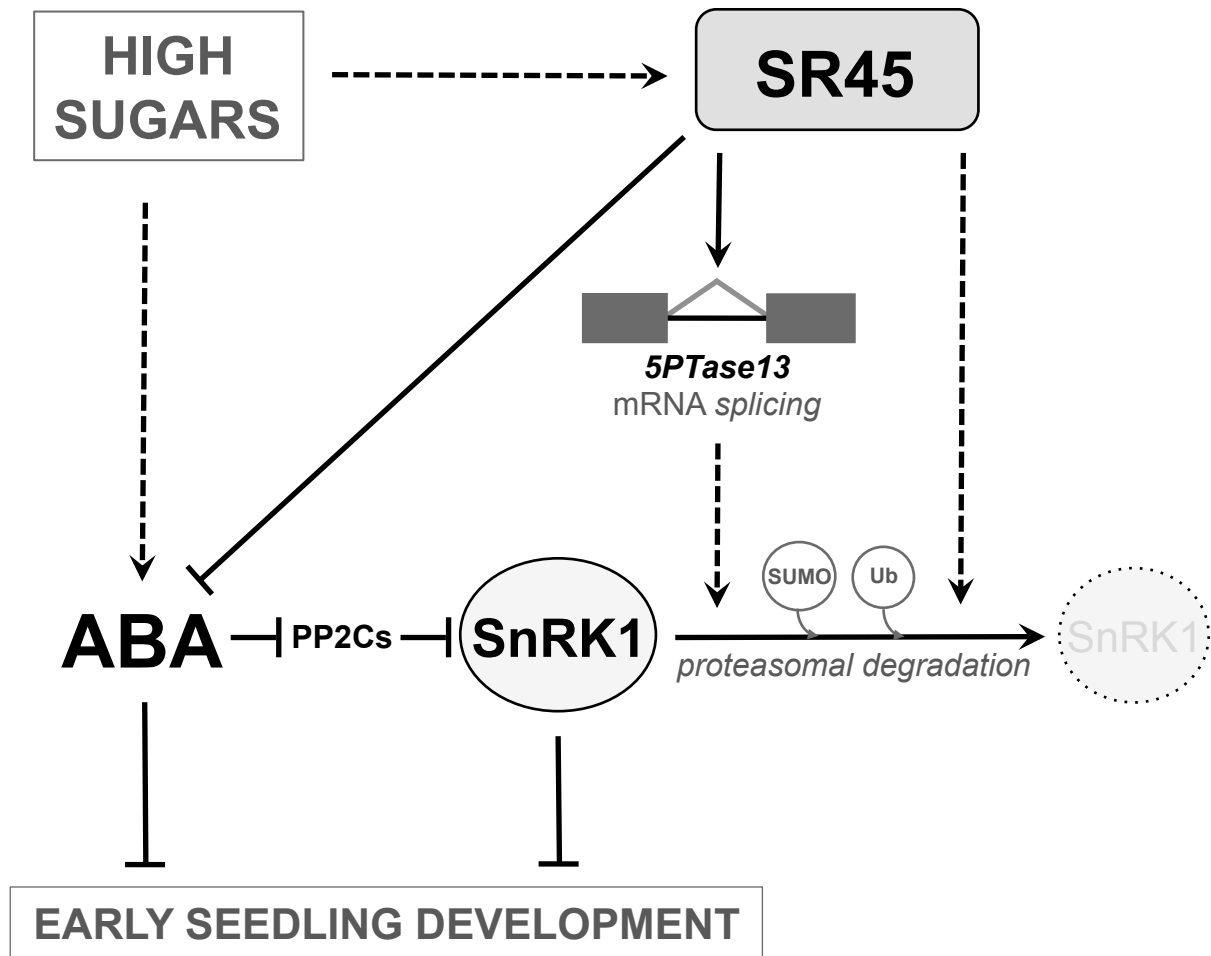 HIGH
SUGARS
SR45
5PTase13
mRNA splicing
SUMO
Ub
ABA
PP2Cs
SnRK1
SnRK1
proteasomal degradation
EARLY SEEDLING DEVELOPMENT